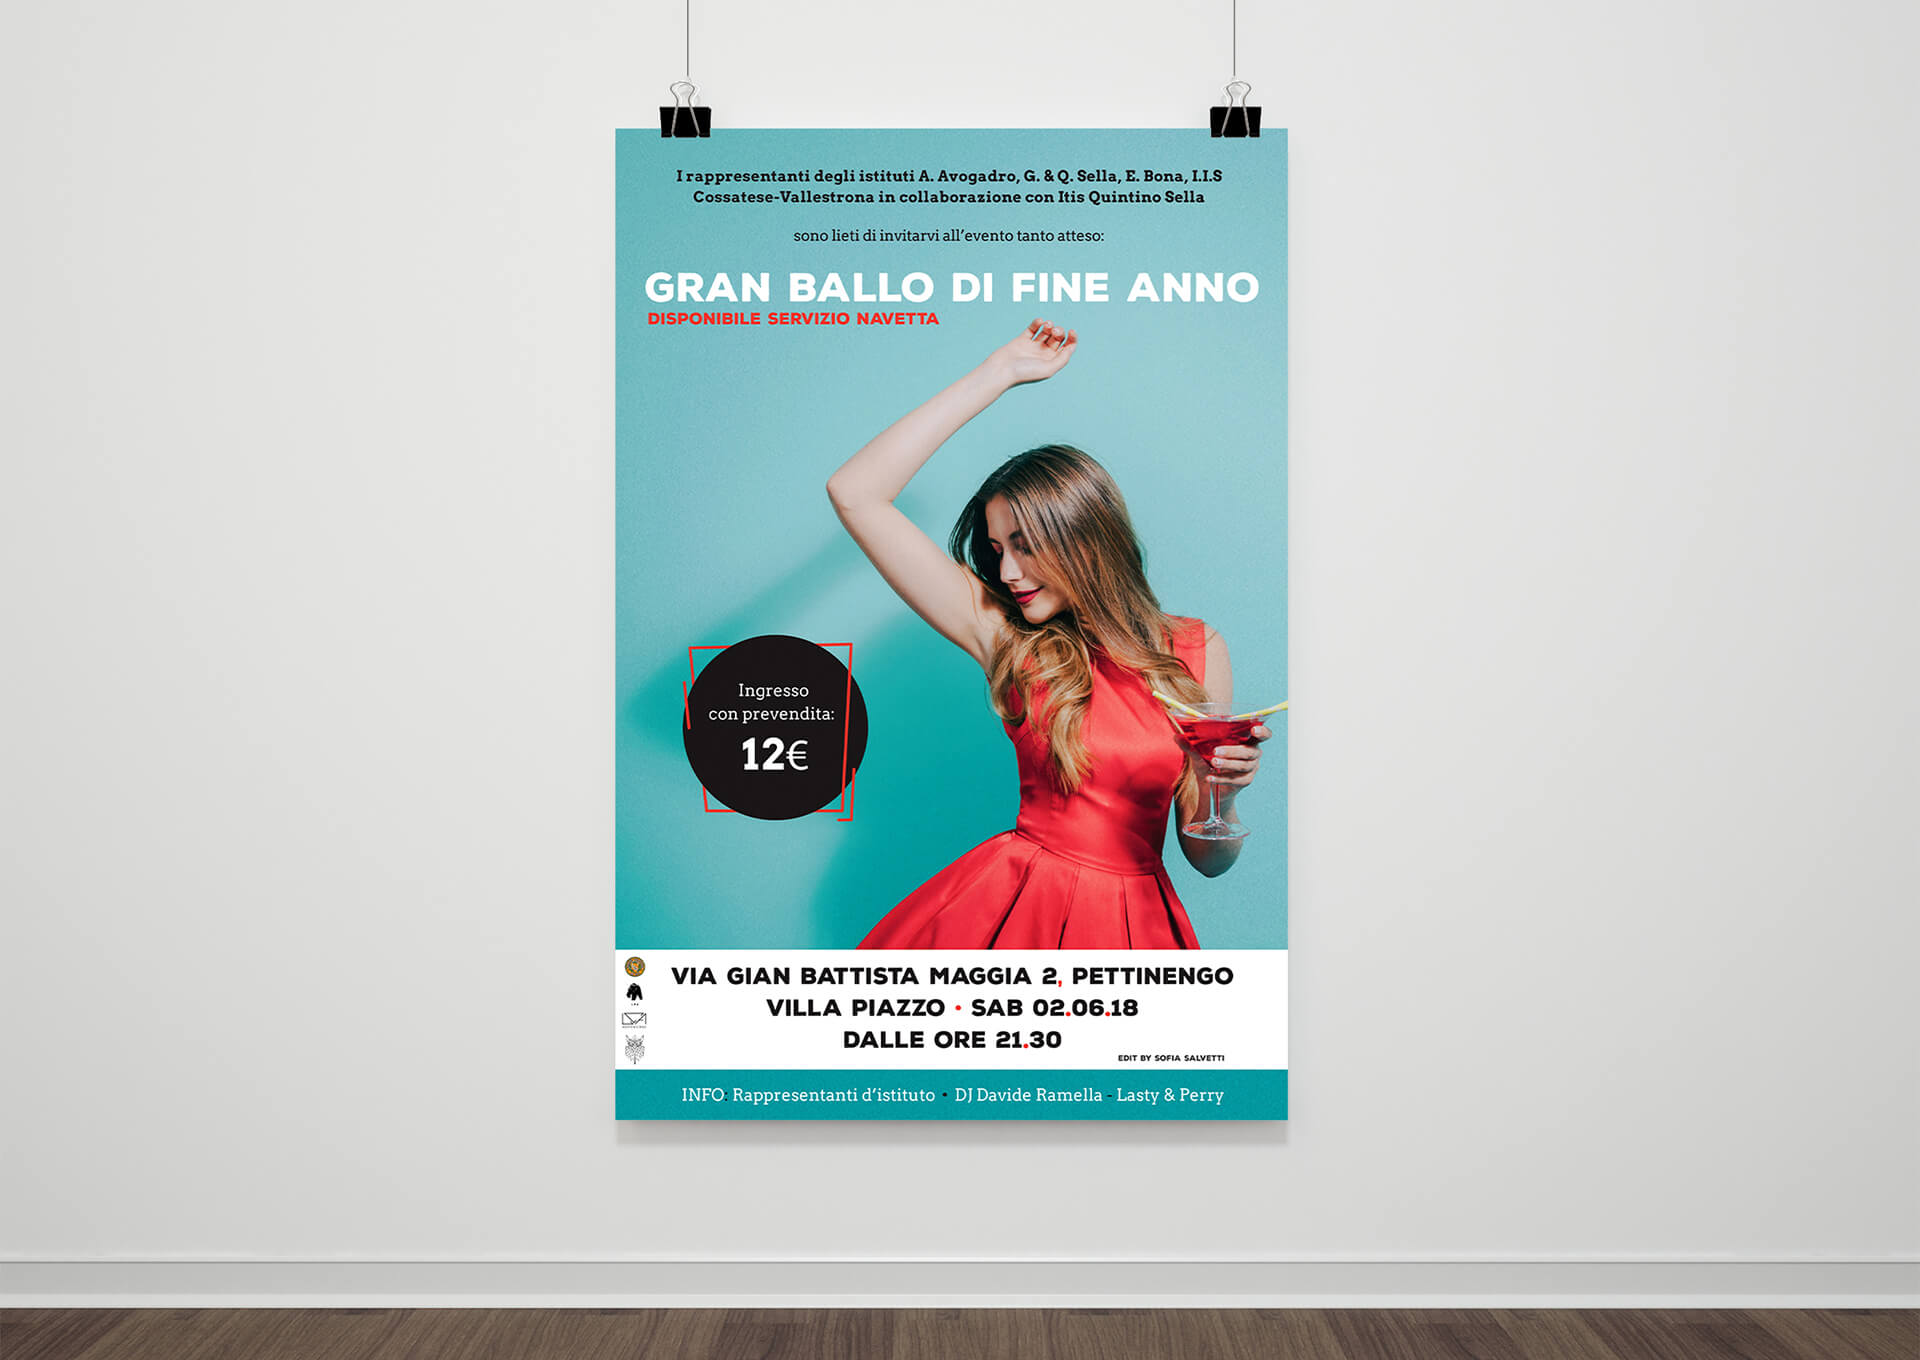 I rappresentanti degli istituti A. Avogadro, G. & Q. Sella, E. Bona, I.I.S
Cossatese-Vallestrona in collaborazione con Itis Quintino Sella
sono lieti di invitarvi all'evento tanto atteso:
GRAN BALLO DI FINE ANNO
DISPONIBILE SERVIZIO NAVETTA
Ingresso
con prevendita:
12€
VIA GIAN BATTISTA MAGGIA 2, PETTINENGO
VILLA PIAZZO • SAB 02.06.18
DALLE ORE 21.30
EDIT BY SOFIA SALVETTI
INFO: Rappresentanti d'istituto • DJ Davide Ramella - Lasty & Perry